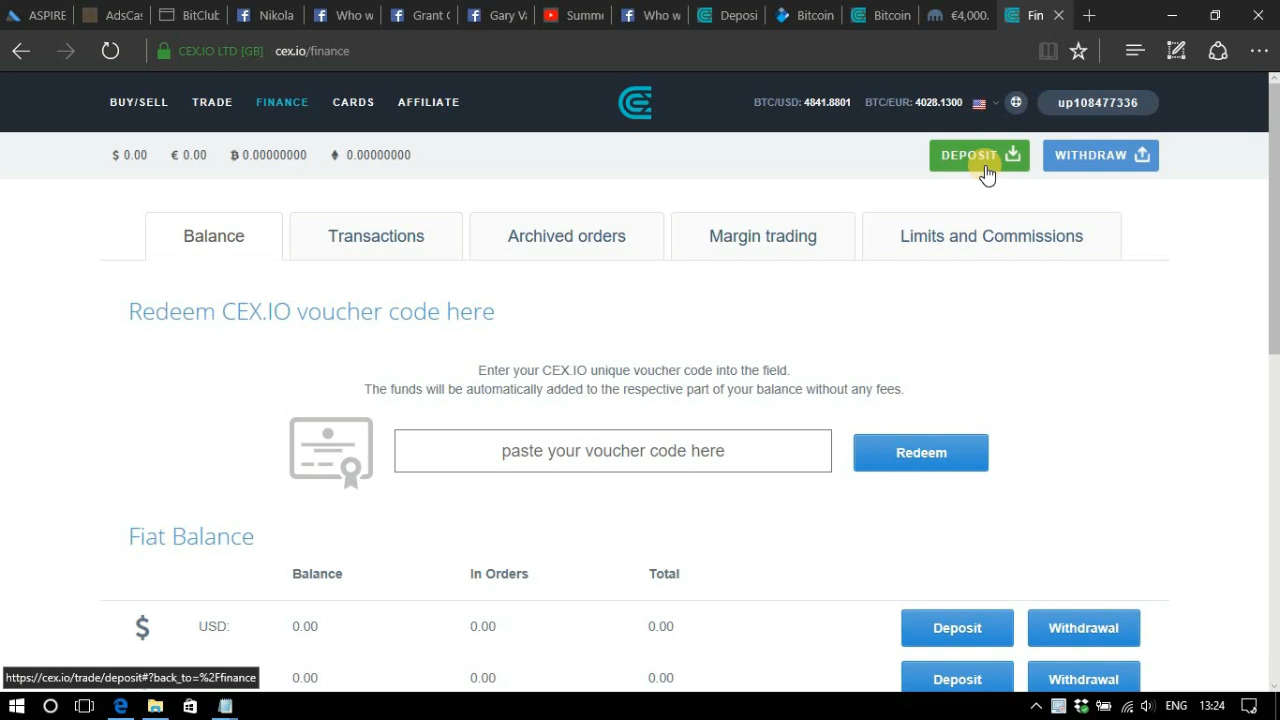 ASPIRE
AdsCas
BitClub
Nikola
Who w
Grant C
Gary Va
Summe
Who w
Deposi
Bitcoin
Bitcoin
€4,000.
Fin
CEX.IO LTD [GB] cex.io/finance
BUY/SELL TRADE FINANCE CARDS AFFILIATE
BTC/USD: 4841.8801 BTC/EUR: 4028.1300
up108477336
$ 0.00 € 0.00 0.00000000 0.00000000
DEPOSIT WITHDRAW
Balance Transactions Archived orders Margin trading Limits and Commissions
Redeem CEX.IO voucher code here
Enter your CEX.IO unique voucher code into the field.
The funds will be automatically added to the respective part of your balance without any fees.
paste your voucher code here Redeem
Fiat Balance
Balance In Orders Total
$ USD: 0.00 0.00 0.00 Deposit Withdrawal
0.00 0.00 0.00 Deposit Withdrawal
https://cex.io/trade/deposit#?back_to=%2Ffinance
ENG 13:24